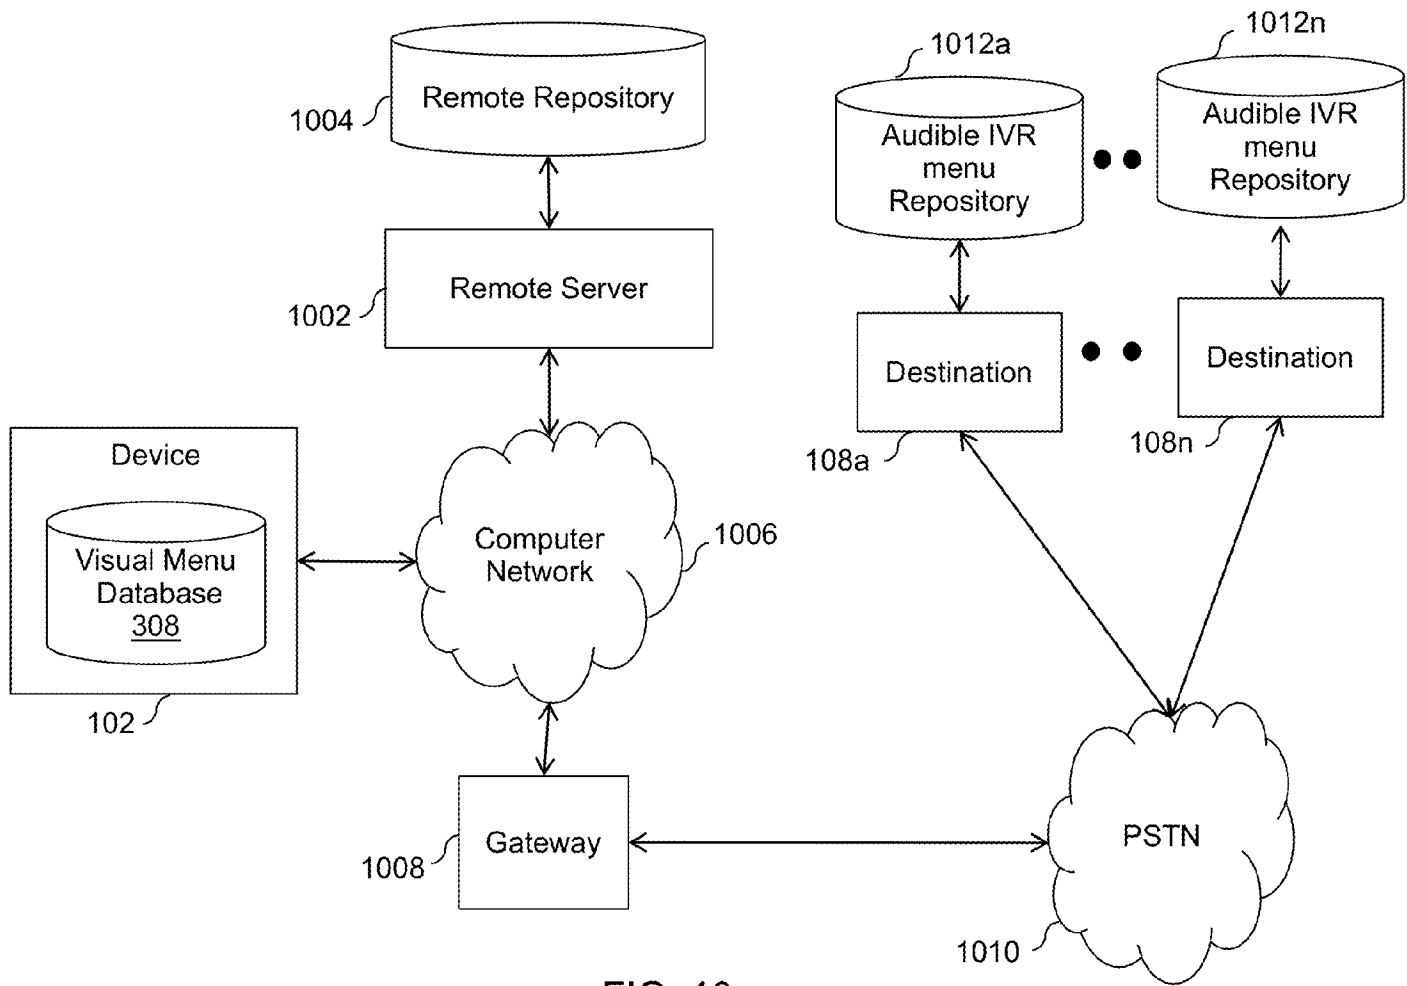 Remote Repository
1004
1012a
Audible IVR
menu
Repository
1012n
Audible IVR
menu
Repository
Remote Server
1002
Destination
108a
Destination
108n
Device
Visual Menu
Database
308
102
Computer
Network
1006
Gateway
1008
PSTN
1010